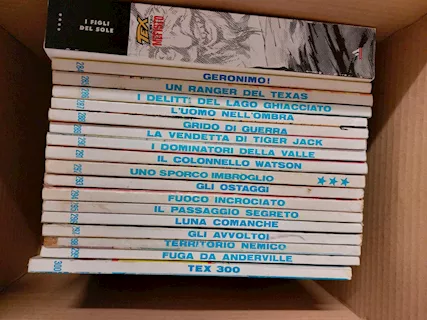 I FIGLI
DEL SOLE
TEX
MEFISTO
GERONIMO!
UN RANGER DEL TEXAS
I DELITTI DEL LAGO GHIACCIATO
L'UOMO NELL'OMBRA
GRIDO DI GUERRA
LA VENDETTA DI TIGER JACK
I DOMINATORI DELLA VALLE
IL COLONNELLO WATSON
UNO SPORCO IMBROGLIO ★★★
GLI OSTAGGI
FUOCO INCROCIATO
IL PASSAGGIO SEGRETO
LUNA COMANCHE
GLI AVVOLTOI
TERRITORIO NEMICO
FUGA DA ANDERVILLE
300 TEX 300